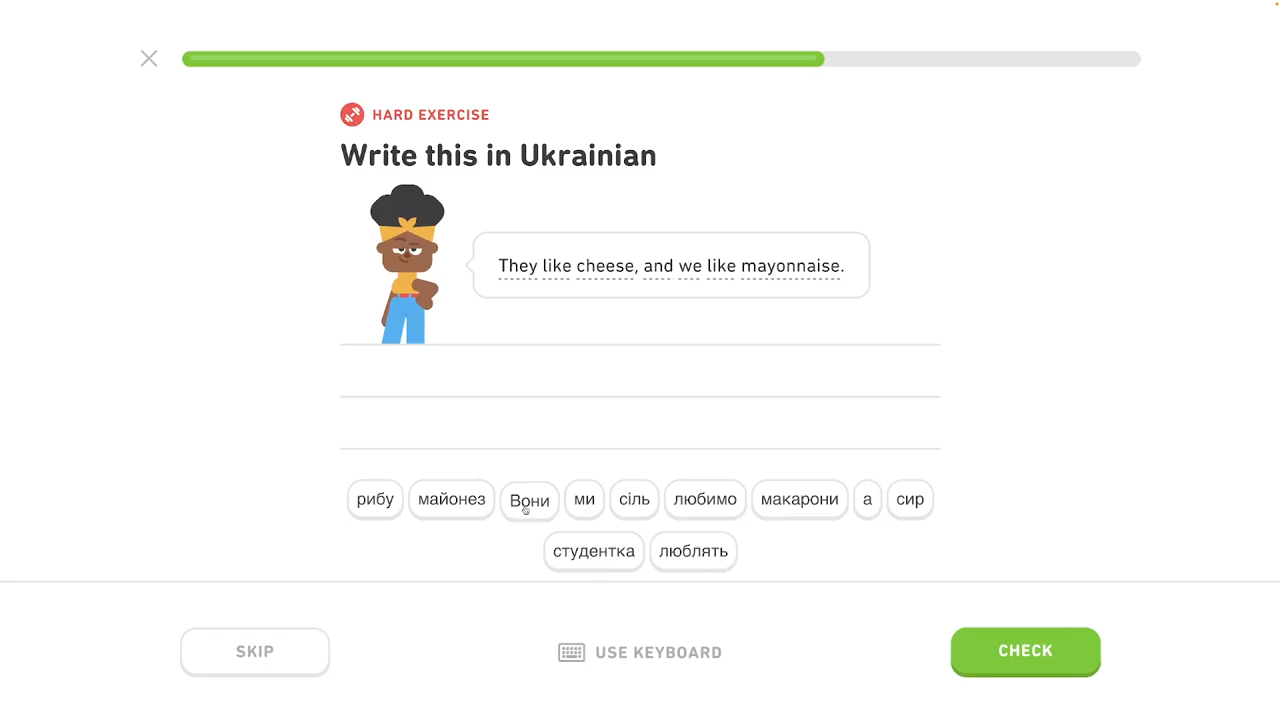 HARD EXERCISE
Write this in Ukrainian
They like cheese, and we like mayonnaise.
рибу майонез Вони ми сіль любимо макарони а сир
студентка люблять
SKIP USE KEYBOARD CHECK